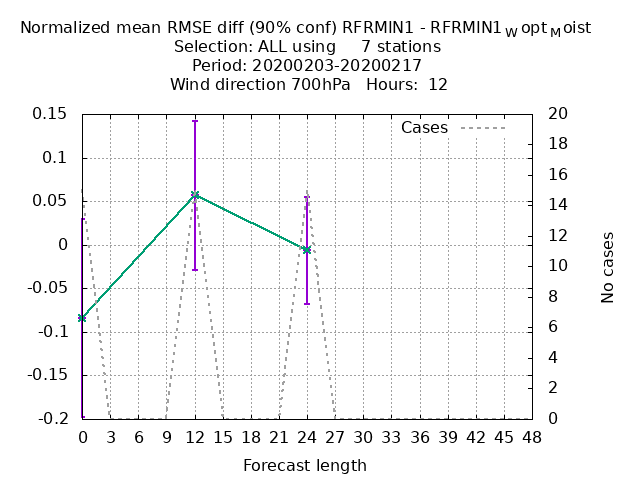 Normalized mean RMSE diff (90% conf) RFRMIN1 - RFRMIN1WoptMoist
Selection: ALL using 7 stations
Period: 20200203-20200217
Wind direction 700hPa Hours: 12
Cases
0.15
0.1
0.05
0
-0.05
-0.1
-0.15
-0.2
20
18
16
14
12
10
8
6
4
2
0
No cases
0 3 6 9 12 15 18 21 24 27 30 33 36 39 42 45 48
Forecast length